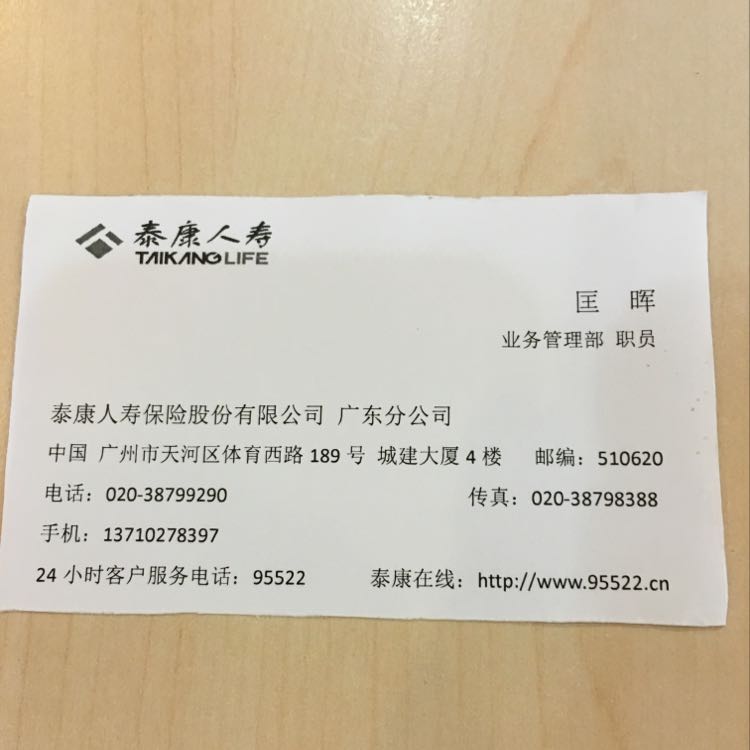 泰康人寿
TAIKANG LIFE
匡 晖
业务管理部 职员
泰康人寿保险股份有限公司 广东分公司
中国 广州市天河区体育西路 189 号 城建大厦 4 楼 邮编：510620
电话：020-38799290 传真：020-38798388
手机：13710278397
24 小时客户服务电话：95522 泰康在线：http://www.95522.cn